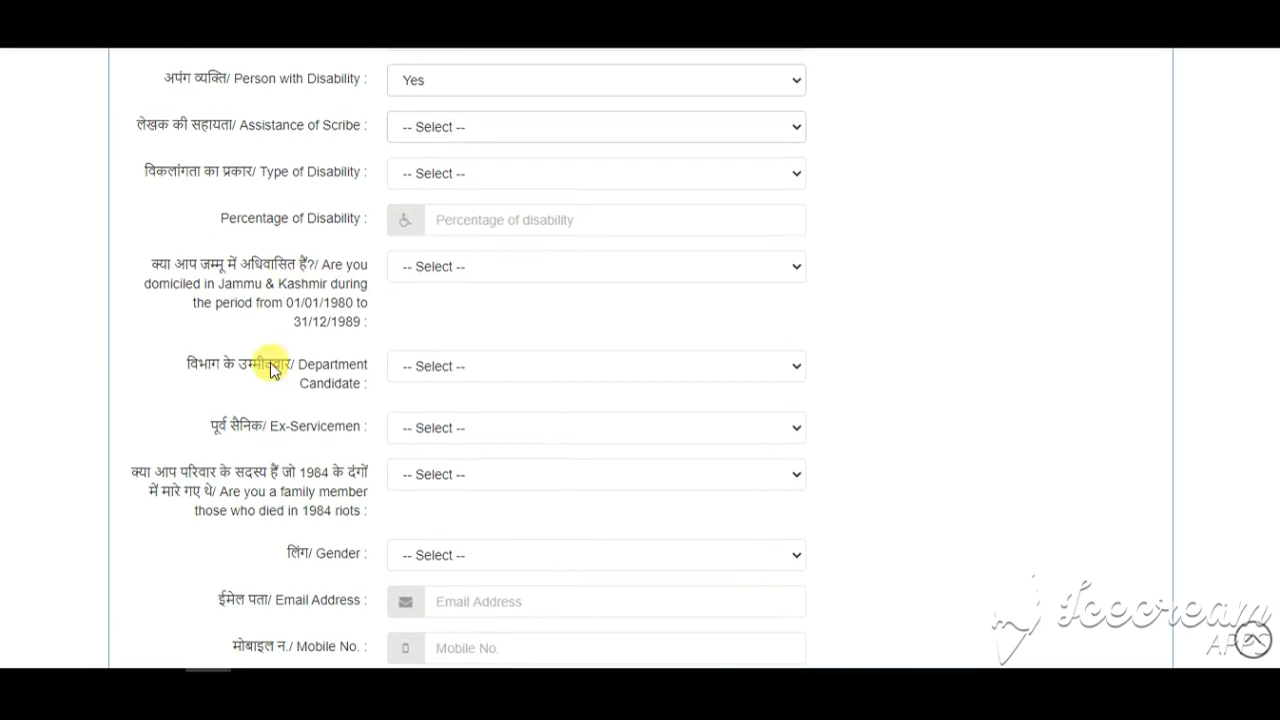 अपंग व्यक्ति/ Person with Disability :
Yes
लेखक की सहायता/ Assistance of Scribe :
-- Select --
विकलांगता का प्रकार/ Type of Disability :
-- Select --
Percentage of Disability :
Percentage of disability
क्या आप जम्मू में अधिवासित हैं?/ Are you
domiciled in Jammu & Kashmir during
the period from 01/01/1980 to
31/12/1989 :
-- Select --
विभाग के उम्मीदवार/ Department
Candidate :
-- Select --
पूर्व सैनिक/ Ex-Servicemen :
-- Select --
क्या आप परिवार के सदस्य हैं जो 1984 के दंगों
में मारे गए थे/ Are you a family member
those who died in 1984 riots :
-- Select --
लिंग/ Gender :
-- Select --
ईमेल पता/ Email Address :
Email Address
मोबाइल न./ Mobile No. :
Mobile No.
Icecream
APPS